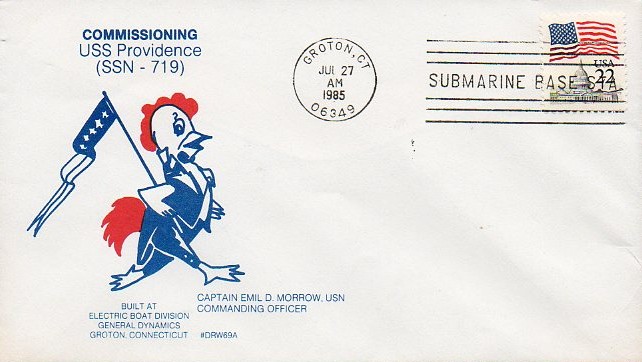 COMMISSIONING
USS Providence
(SSN - 719)
GROTON, CT
JUL 27
AM
1985
06349
SUBMARINE BASE STA
USA
22
BUILT AT
ELECTRIC BOAT DIVISION
GENERAL DYNAMICS
GROTON, CONNECTICUT #DRW69A
CAPTAIN EMIL D. MORROW, USN
COMMANDING OFFICER